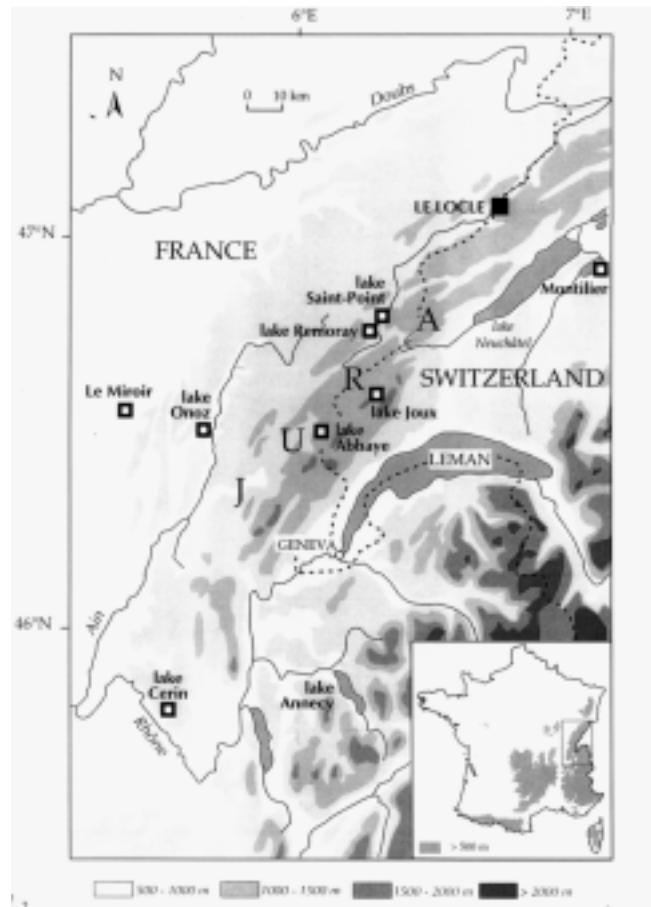 6°E
7°E
N
0 10 km
Doubs
LE LOCLE
47°N
FRANCE
lake
Saint-Point
Montilier
lake Remoray
A
lake
Neuchâtel
R
SWITZERLAND
Le Miroir
lake
Onoz
lake Joux
U
lake
Abbaye
LEMAN
J
GENEVA
46°N
Ain
lake
Cerin
lake
Annecy
Rhône
> 500 m
500 - 1000 m
1000 - 1500 m
1500 - 2000 m
> 2000 m